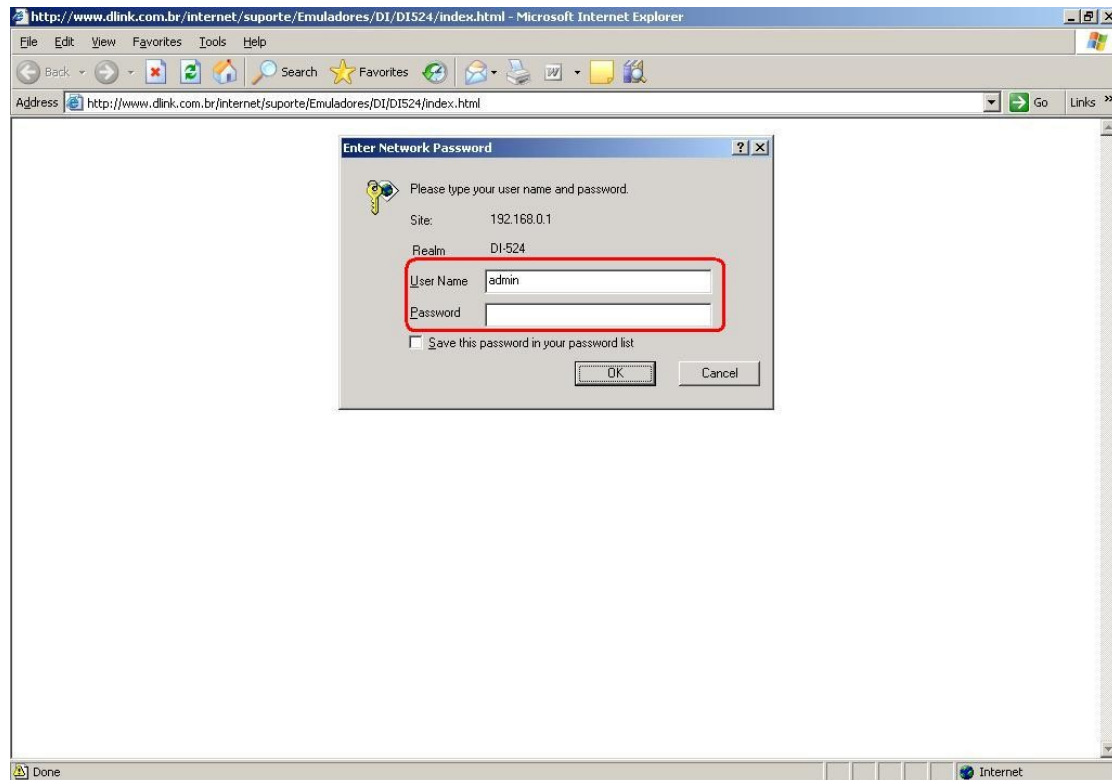 http://www.dlink.com.br/internet/suporte/Emuladores/DI/DI524/index.html - Microsoft Internet Explorer
File Edit View Favorites Tools Help
Back Search Favorites
Address http://www.dlink.com.br/internet/suporte/Emuladores/DI/DI524/index.html Go Links »
Enter Network Password
Please type your user name and password.
Site: 192.168.0.1
Realm DI-524
User Name admin
Password
Save this password in your password list
OK Cancel
Done Internet